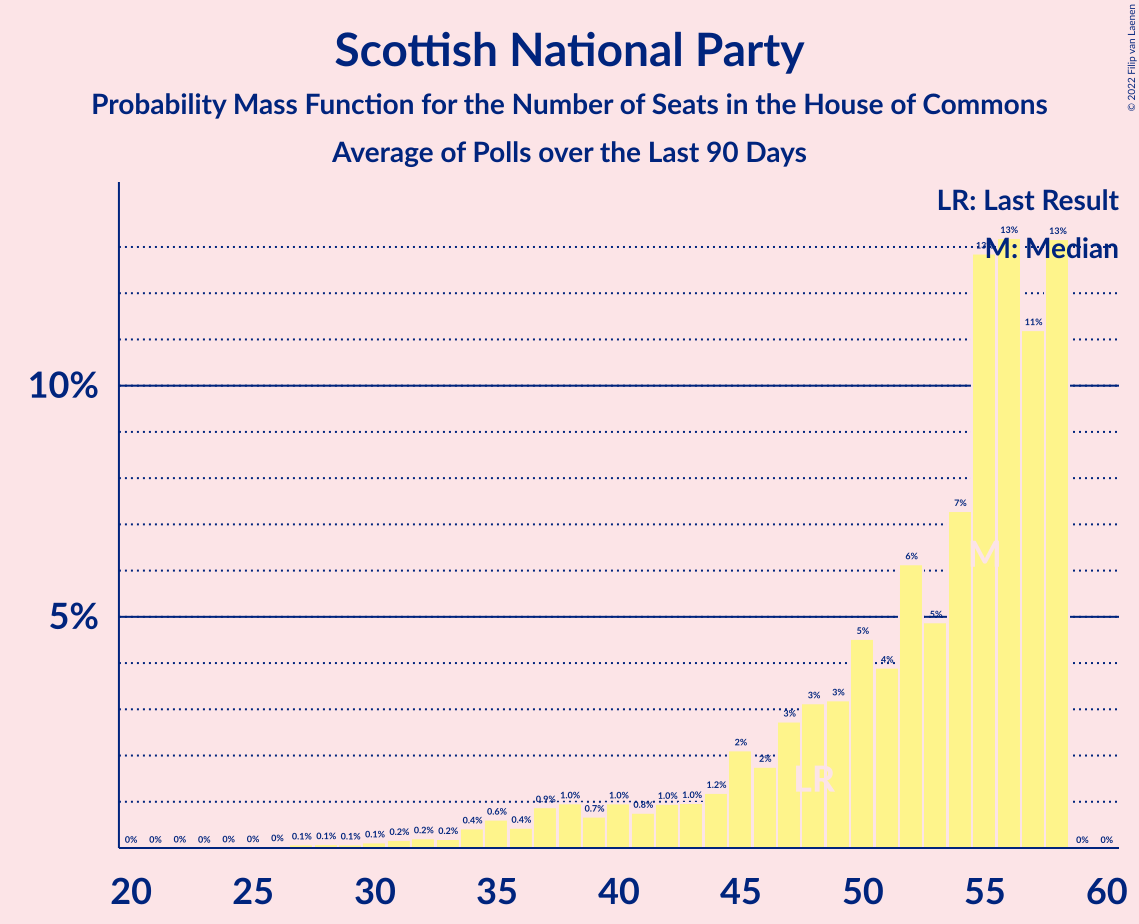 Scottish National Party
Probability Mass Function for the Number of Seats in the House of Commons
Average of Polls over the Last 90 Days
© 2022 Filip van Laenen
LR: Last Result
M: Median
10%
5%
0% 0% 0% 0% 0% 0% 0% 0.1% 0.1% 0.1% 0.1% 0.2% 0.2% 0.2% 0.4% 0.6% 0.4% 0.9% 1.0% 0.7% 1.0% 0.8% 1.0% 1.0% 1.2% 2% 2% 3% 3% 3% 5% 4% 6% 5% 7% 13% 13% 11% 13% 0% 0%
M
LR
20 25 30 35 40 45 50 55 60